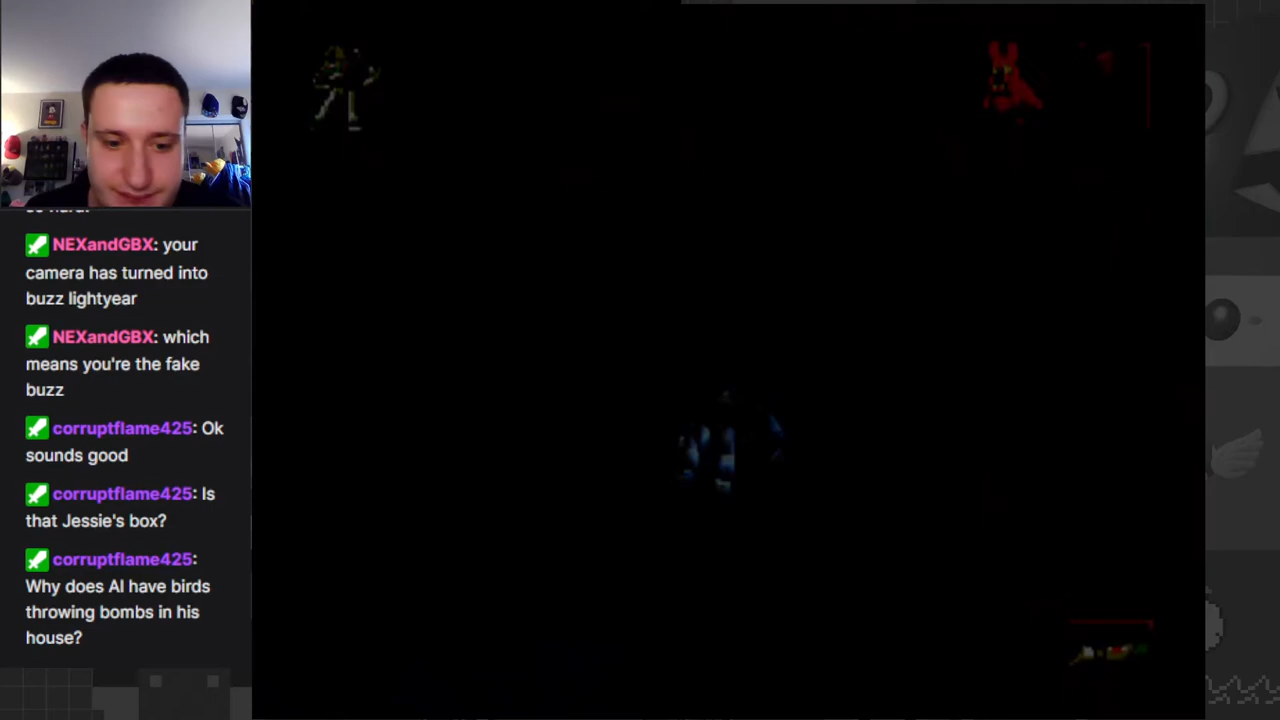 NEXandGBX: your
camera has turned into
buzz lightyear
NEXandGBX: which
means you're the fake
buzz
corruptflame425: Ok
sounds good
corruptflame425: Is
that Jessie's box?
corruptflame425:
Why does Al have birds
throwing bombs in his
house?